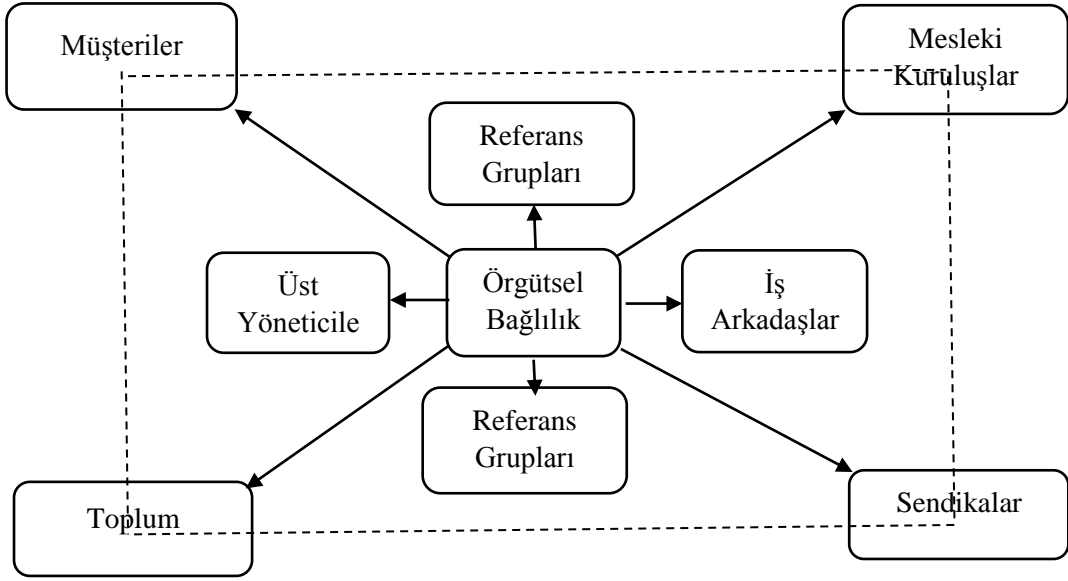 Müşteriler
Mesleki
Kuruluşlar
Referans
Grupları
Üst
Yöneticile
Örgütsel
Bağlılık
İş
Arkadaşlar
Referans
Grupları
Toplum
Sendikalar